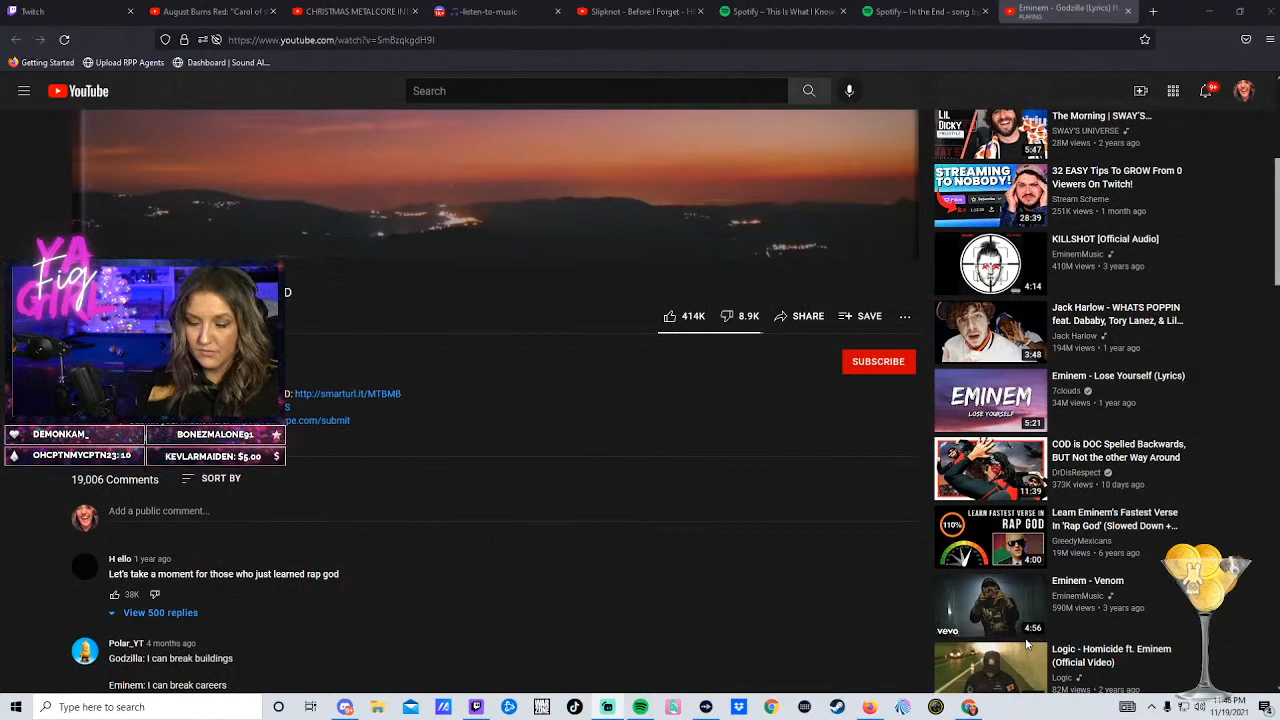 Twitch
August Burns Red: "Carol of t
CHRISTMAS METALCORE INT
🎵-listen-to-music
Slipknot - Before I Forget - HQ
Spotify – This Is What I Know
Spotify – In the End - song by
Eminem - Godzilla (Lyrics) ft
PLAYING
https://www.youtube.com/watch?v=SmBzqkgdH9I
Getting Started
Upload RPP Agents
Dashboard | Sound Al...
YouTube
Search
9+
LIL
DICKY
FREESTYLE
5:47
The Morning | SWAY'S...
SWAY'S UNIVERSE
28M views • 2 years ago
STREAMING
TO NOBODY!
28:39
32 EASY Tips To GROW From 0
Viewers On Twitch!
Stream Scheme
251K Views • 1 month ago
4:14
KILLSHOT [Official Audio]
EminemMusic
410M views • 3 years ago
3:48
Jack Harlow - WHATS POPPIN
feat. Dababy, Tory Lanez, & Lil...
Jack Harlow
194M views • 1 year ago
EMINEM
LOSE YOURSELF
5:21
Eminem - Lose Yourself (Lyrics)
7clouds
34M views • 1 year ago
11:39
COD is DOC Spelled Backwards,
BUT Not the other Way Around
DrDisRespect
373K views • 10 days ago
110%
LEARN FASTEST VERSE IN
RAP GOD
4:00
Learn Eminem's Fastest Verse
In 'Rap God' (Slowed Down +...
GreedyMexicans
19M views • 6 years ago
vevo
4:56
Eminem - Venom
EminemMusic
590M views • 3 years ago
Logic - Homicide ft. Eminem
(Official Video)
Logic
82M views • 2 years ago
YA
Fig
GIRL
D
414K
8.9K
SHARE
SAVE
SUBSCRIBE
D: http://smarturl.it/MTBMB
S
pe.com/submit
DEMONKAM_
BONEZMALONE91
OHCPTNMYCPTN23:10
KEVLARMAIDEN: $5.00
19,006 Comments
SORT BY
Add a public comment...
H ello 1 year ago
Let's take a moment for those who just learned rap god
38K
View 500 replies
Polar_YT 4 months ago
Godzilla: I can break buildings
Eminem: I can break careers
Type here to search
PM
11/19/2021